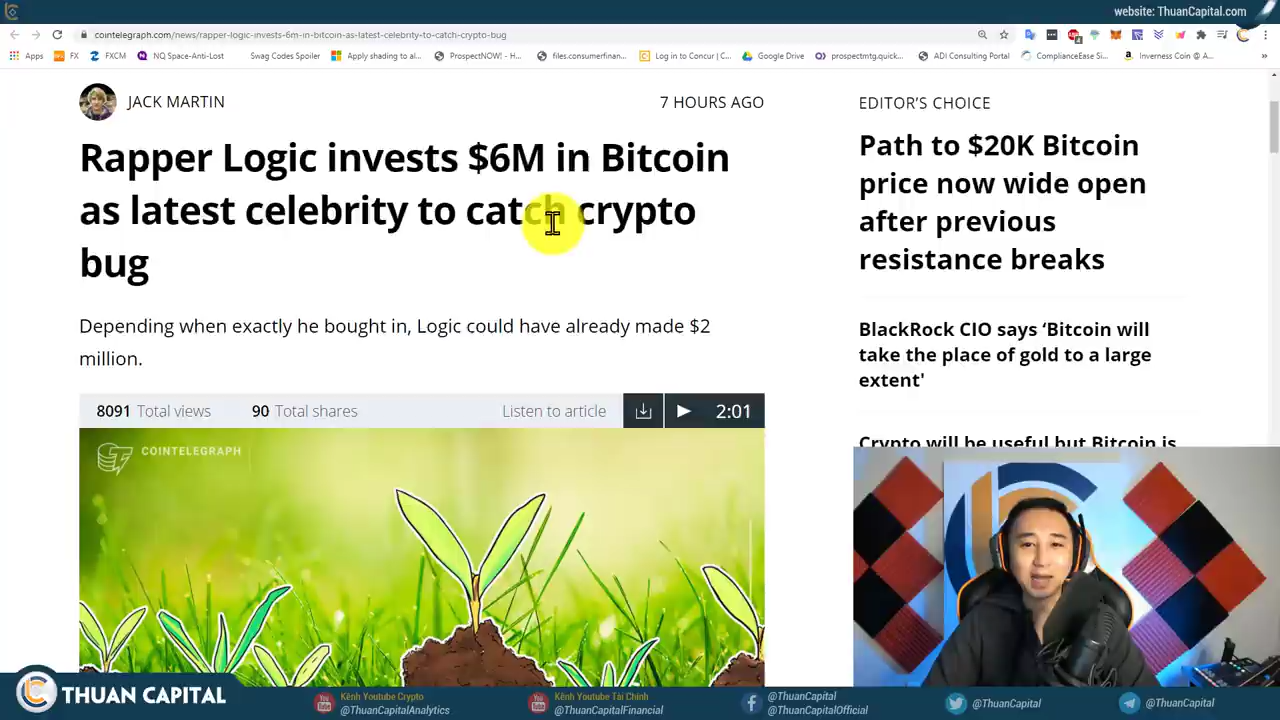 website: ThuanCapital.com
cointelegraph.com/news/rapper-logic-invests-6m-in-bitcoin-as-latest-celebrity-to-catch-crypto-bug
Apps FX FXCM NQ Space-Anti-Lost Swag Codes Spoiler Apply shading to al... ProspectNOW! - H... files.consumerfinan... Log in to Concur | C... Google Drive prospectmtg.quick... ADI Consulting Portal ComplianceEase Si... Inverness Coin @ A... »
JACK MARTIN
7 HOURS AGO
Rapper Logic invests $6M in Bitcoin
as latest celebrity to catch crypto
bug
Depending when exactly he bought in, Logic could have already made $2
million.
8091 Total views 90 Total shares Listen to article 2:01
COINTELEGRAPH
EDITOR'S CHOICE
Path to $20K Bitcoin
price now wide open
after previous
resistance breaks
BlackRock CIO says ‘Bitcoin will
take the place of gold to a large
extent'
Crypto will be useful but Bitcoin is
THUAN CAPITAL
Kênh Youtube Crypto
@ThuanCapitalAnalytics
Kênh Youtube Tài Chính
@ThuanCapitalFinancial
@ThuanCapital
@ThuanCapitalOfficial
@ThuanCapital
@ThuanCapital